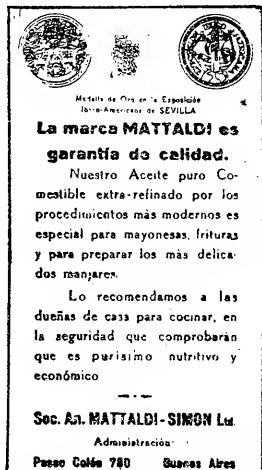 Medalla de Oro en la Exposición
Ibero-Americana de SEVILLA
La marca MATTALDI es
garantía de calidad.
Nuestro Aceite puro Co-
mestible extra-refinado por los
procedimientos más modernos es
especial para mayonesas, frituras
y para preparar los más delica-
dos manjares.
Lo recomendamos a las
dueñas de casa para cocinar, en
la seguridad que comprobarán
que es purísimo nutritivo y
económico
Soc. An. MATTALDI-SIMON Ltd.
Administración
Paseo Colón 780 Buenos Aires